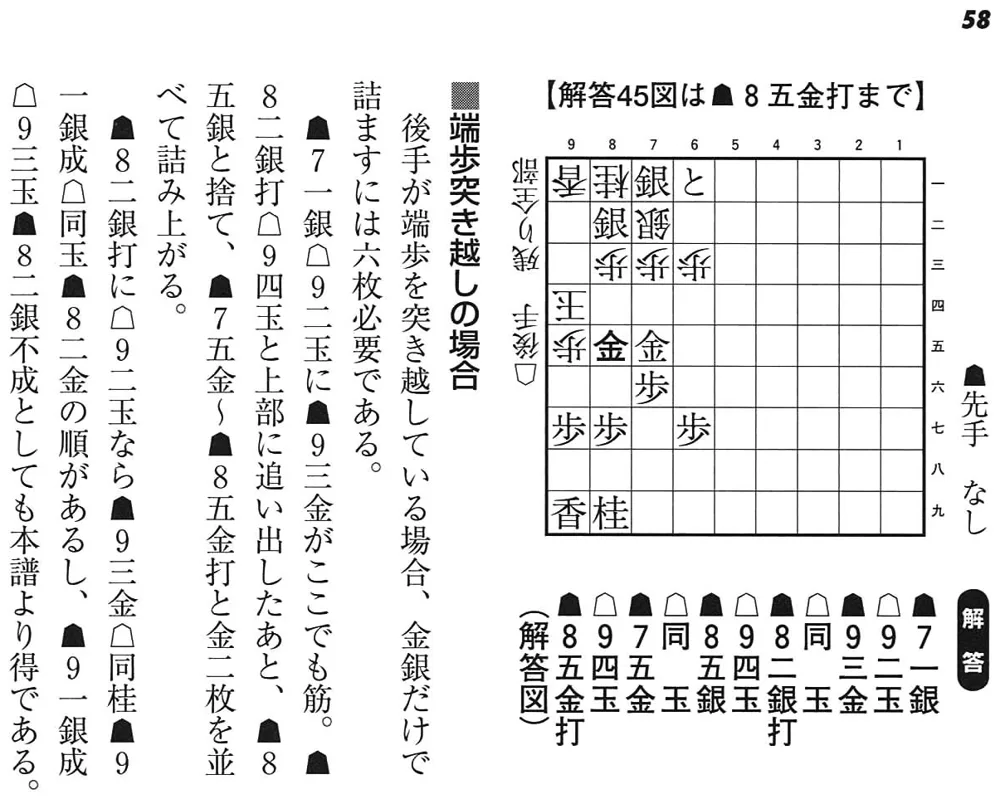 58
【解答45図は☗8五金打まで】
9 8 7 6 5 4 3 2 1
香 桂 銀 と 一
銀 銀 二
歩 歩 歩 三
王 四
歩 金 金 五
歩 六
歩 歩 歩 七
八
香 桂 九
☗先手 なし
☖後手 残り全部
解答
☗7一銀
☖9二玉
☗9三金
☖同 玉
☗8二銀打
☖9四玉
☗8五銀
☖同 玉
☗7五金
☖9四玉
☗8五金打
(解答図)
■端歩突き越しの場合
後手が端歩を突き越している場合、金銀だけで
詰ますには六枚必要である。
☗7一銀☖9二玉に☗9三金がここでも筋。☗
8二銀打☖9四玉と上部に追い出したあと、☗8
五銀と捨て、☗7五金〜☗8五金打と金二枚を並
べて詰み上がる。
☗8二銀打に☖9二玉なら☗9三金☖同桂☗9
一銀成☖同玉☗8二金の順があるし、☗9一銀成
☖9三玉☗8二銀不成としても本譜より得である。